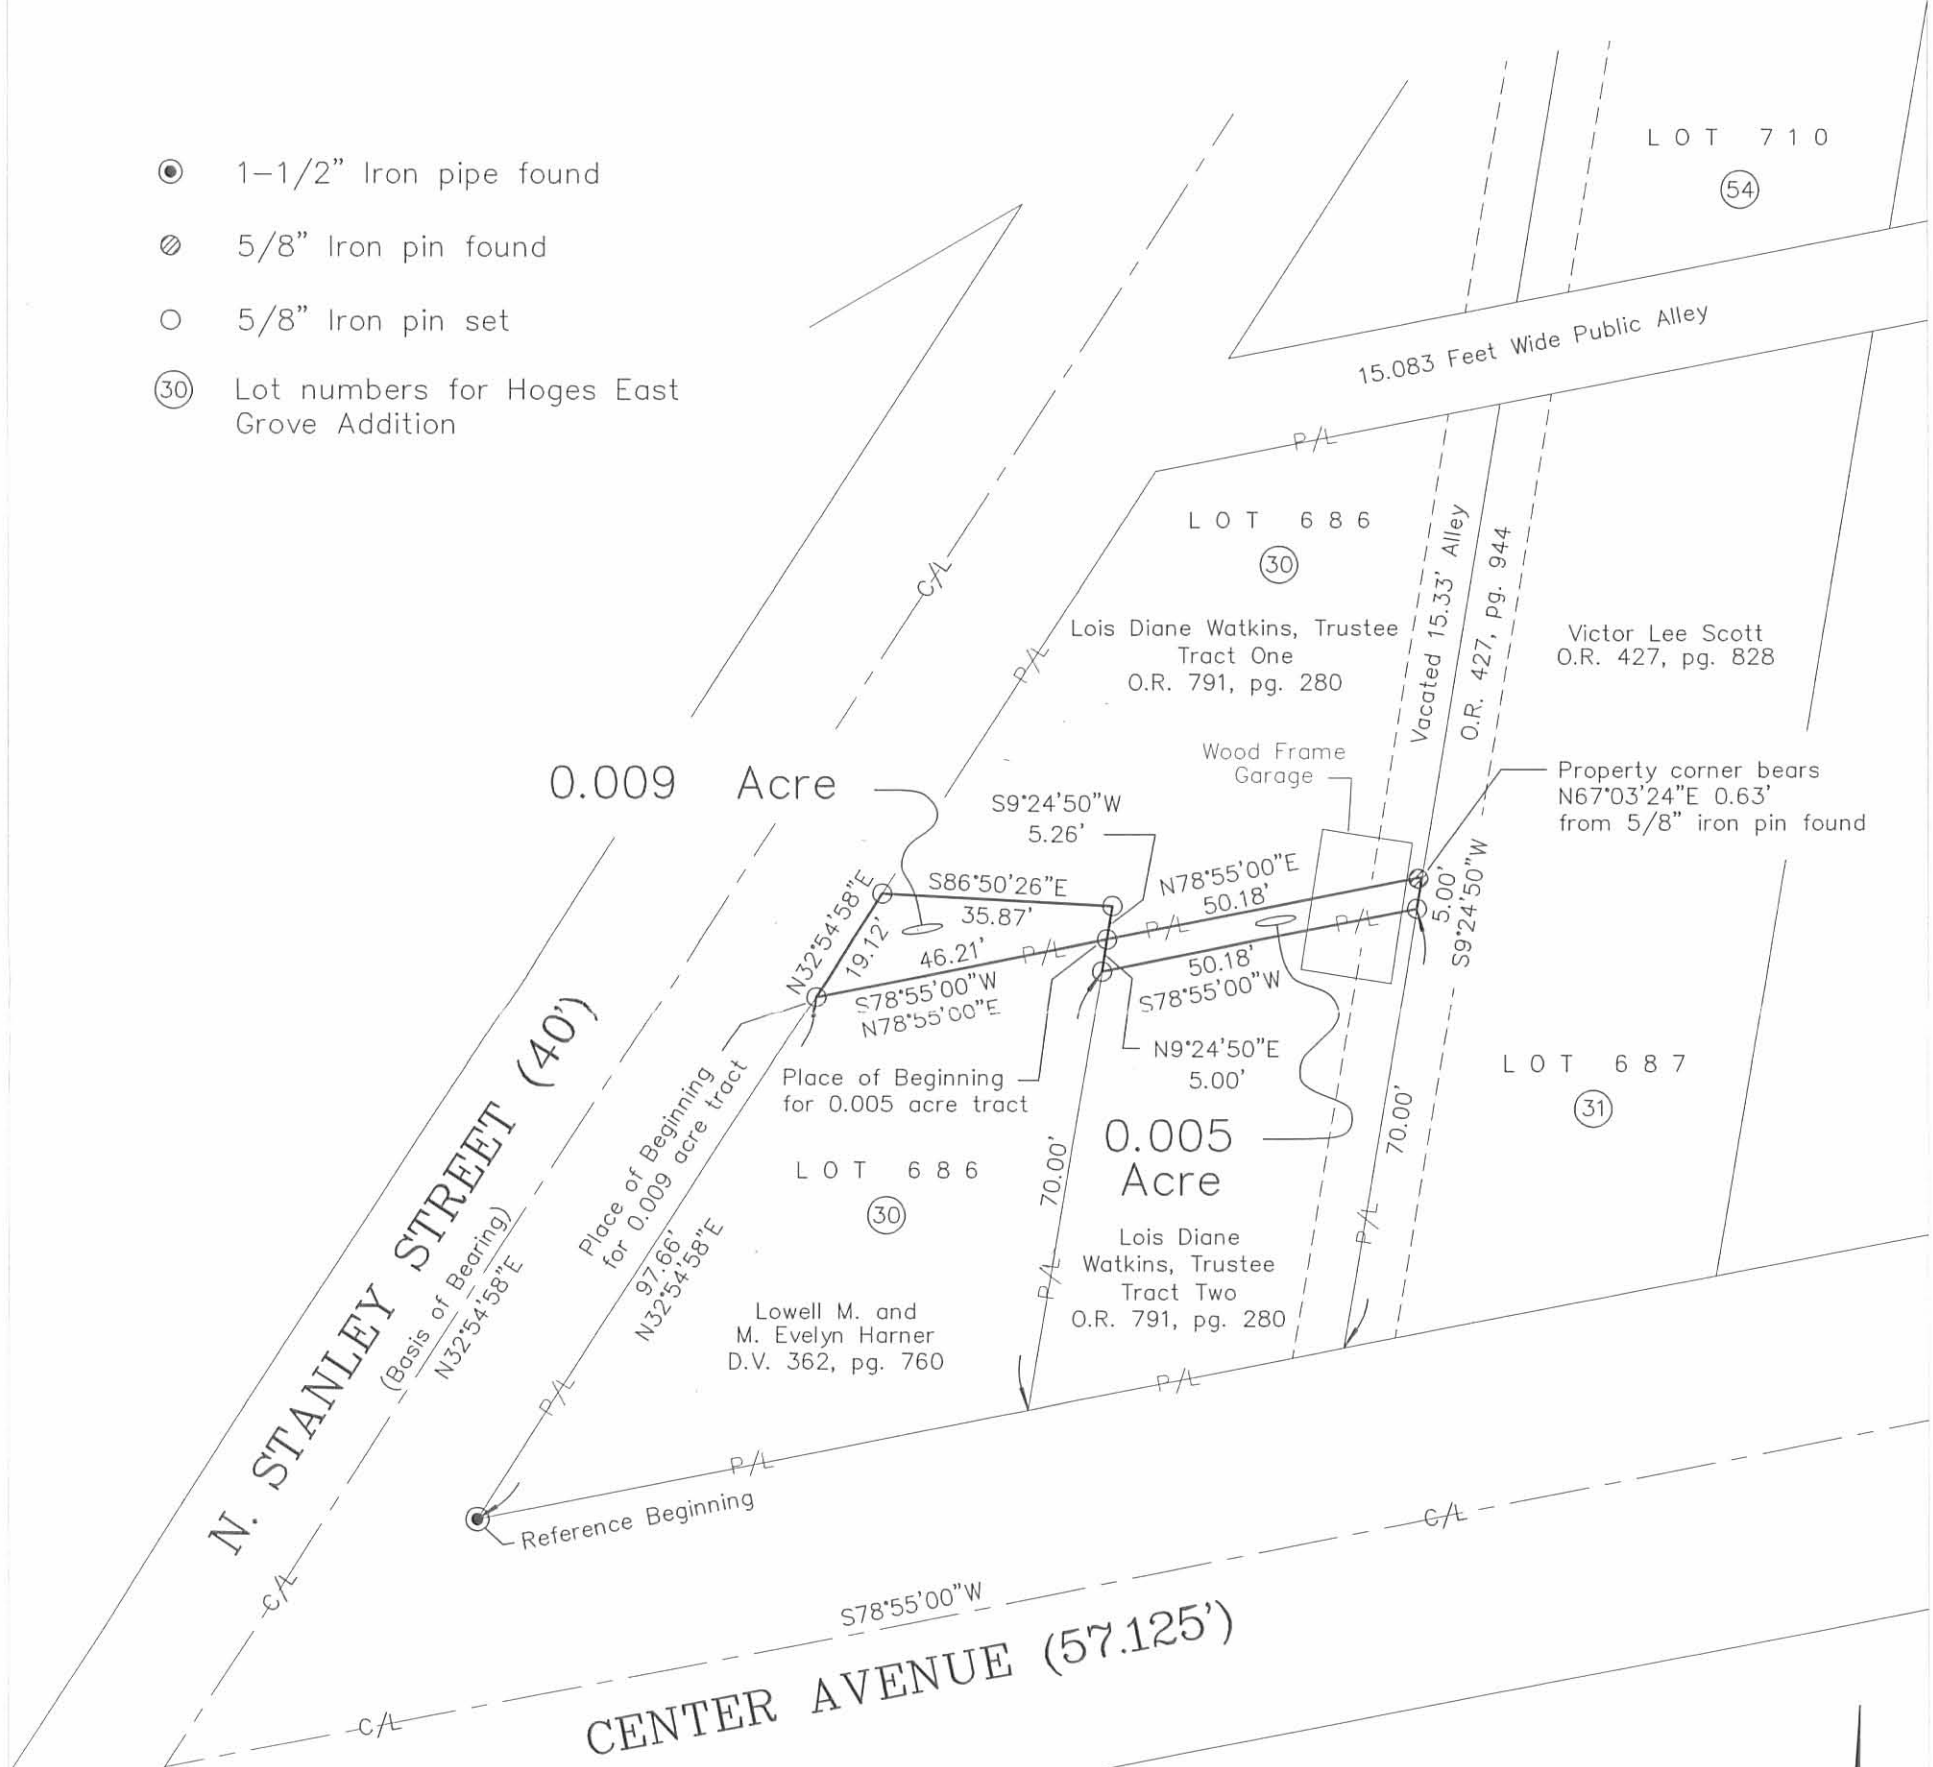 1-1/2" Iron pipe found
5/8" Iron pin found
5/8" Iron pin set
30
Lot numbers for Hoges East
Grove Addition
LOT 710
54
15.083 Feet Wide Public Alley
P/L
C/L
LOT 686
30
Lois Diane Watkins, Trustee
Tract One
O.R. 791, pg. 280
P/L
Vacated 15.33' Alley
O.R. 427, pg. 944
Victor Lee Scott
O.R. 427, pg. 828
Wood Frame
Garage
Property corner bears
N67°03'24"E 0.63'
from 5/8" iron pin found
0.009 Acre
S9°24'50"W
5.26'
N78°55'00"E
50.18'
S86°50'26"E
35.87'
N32°54'58"E
19.12'
5.00'
S9°24'50"W
46.21'
P/L
P/L
P/L
S78°55'00"W
N78°55'00"E
50.18'
S78°55'00"W
N9°24'50"E
5.00'
Place of Beginning
for 0.005 acre tract
Place of Beginning
for 0.009 acre tract
0.005
Acre
LOT 687
31
70.00'
70.00'
LOT 686
30
97.66'
N32°54'58"E
Lois Diane
Watkins, Trustee
Tract Two
O.R. 791, pg. 280
P/L
P/L
Lowell M. and
M. Evelyn Harner
D.V. 362, pg. 760
N. STANLEY STREET (40')
(Basis of Bearing)
N32°54'58"E
P/L
P/L
P/L
Reference Beginning
C/L
C/L
S78°55'00"W
CENTER AVENUE (57.125')
C/L